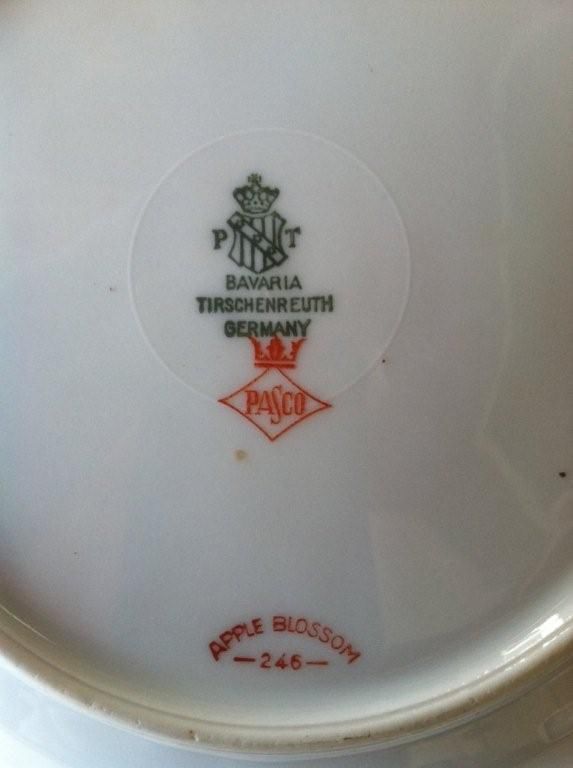 P T
BAVARIA
TIRSCHENREUTH
GERMANY
PASCO
APPLE BLOSSOM
—246—